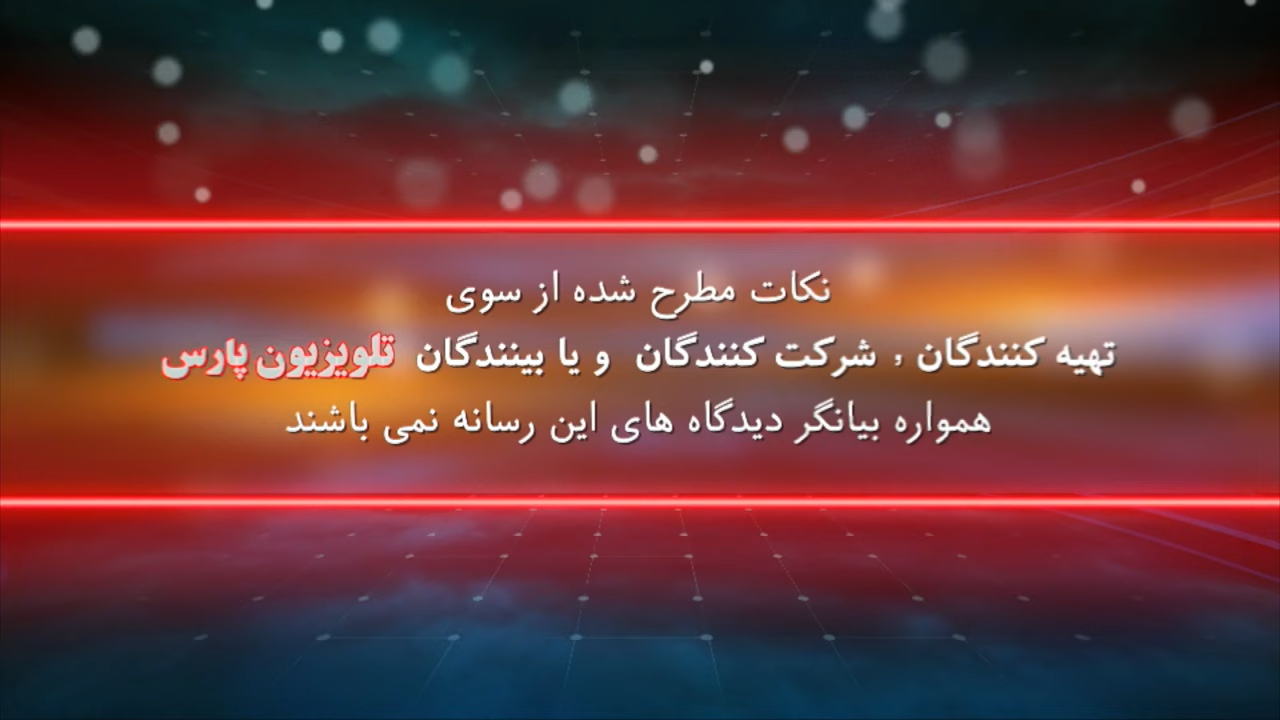 نکات مطرح شده از سوی
تهیه کنندگان , شرکت کنندگان و یا بینندگان تلویزیون پارس
همواره بیانگر دیدگاه های این رسانه نمی باشند